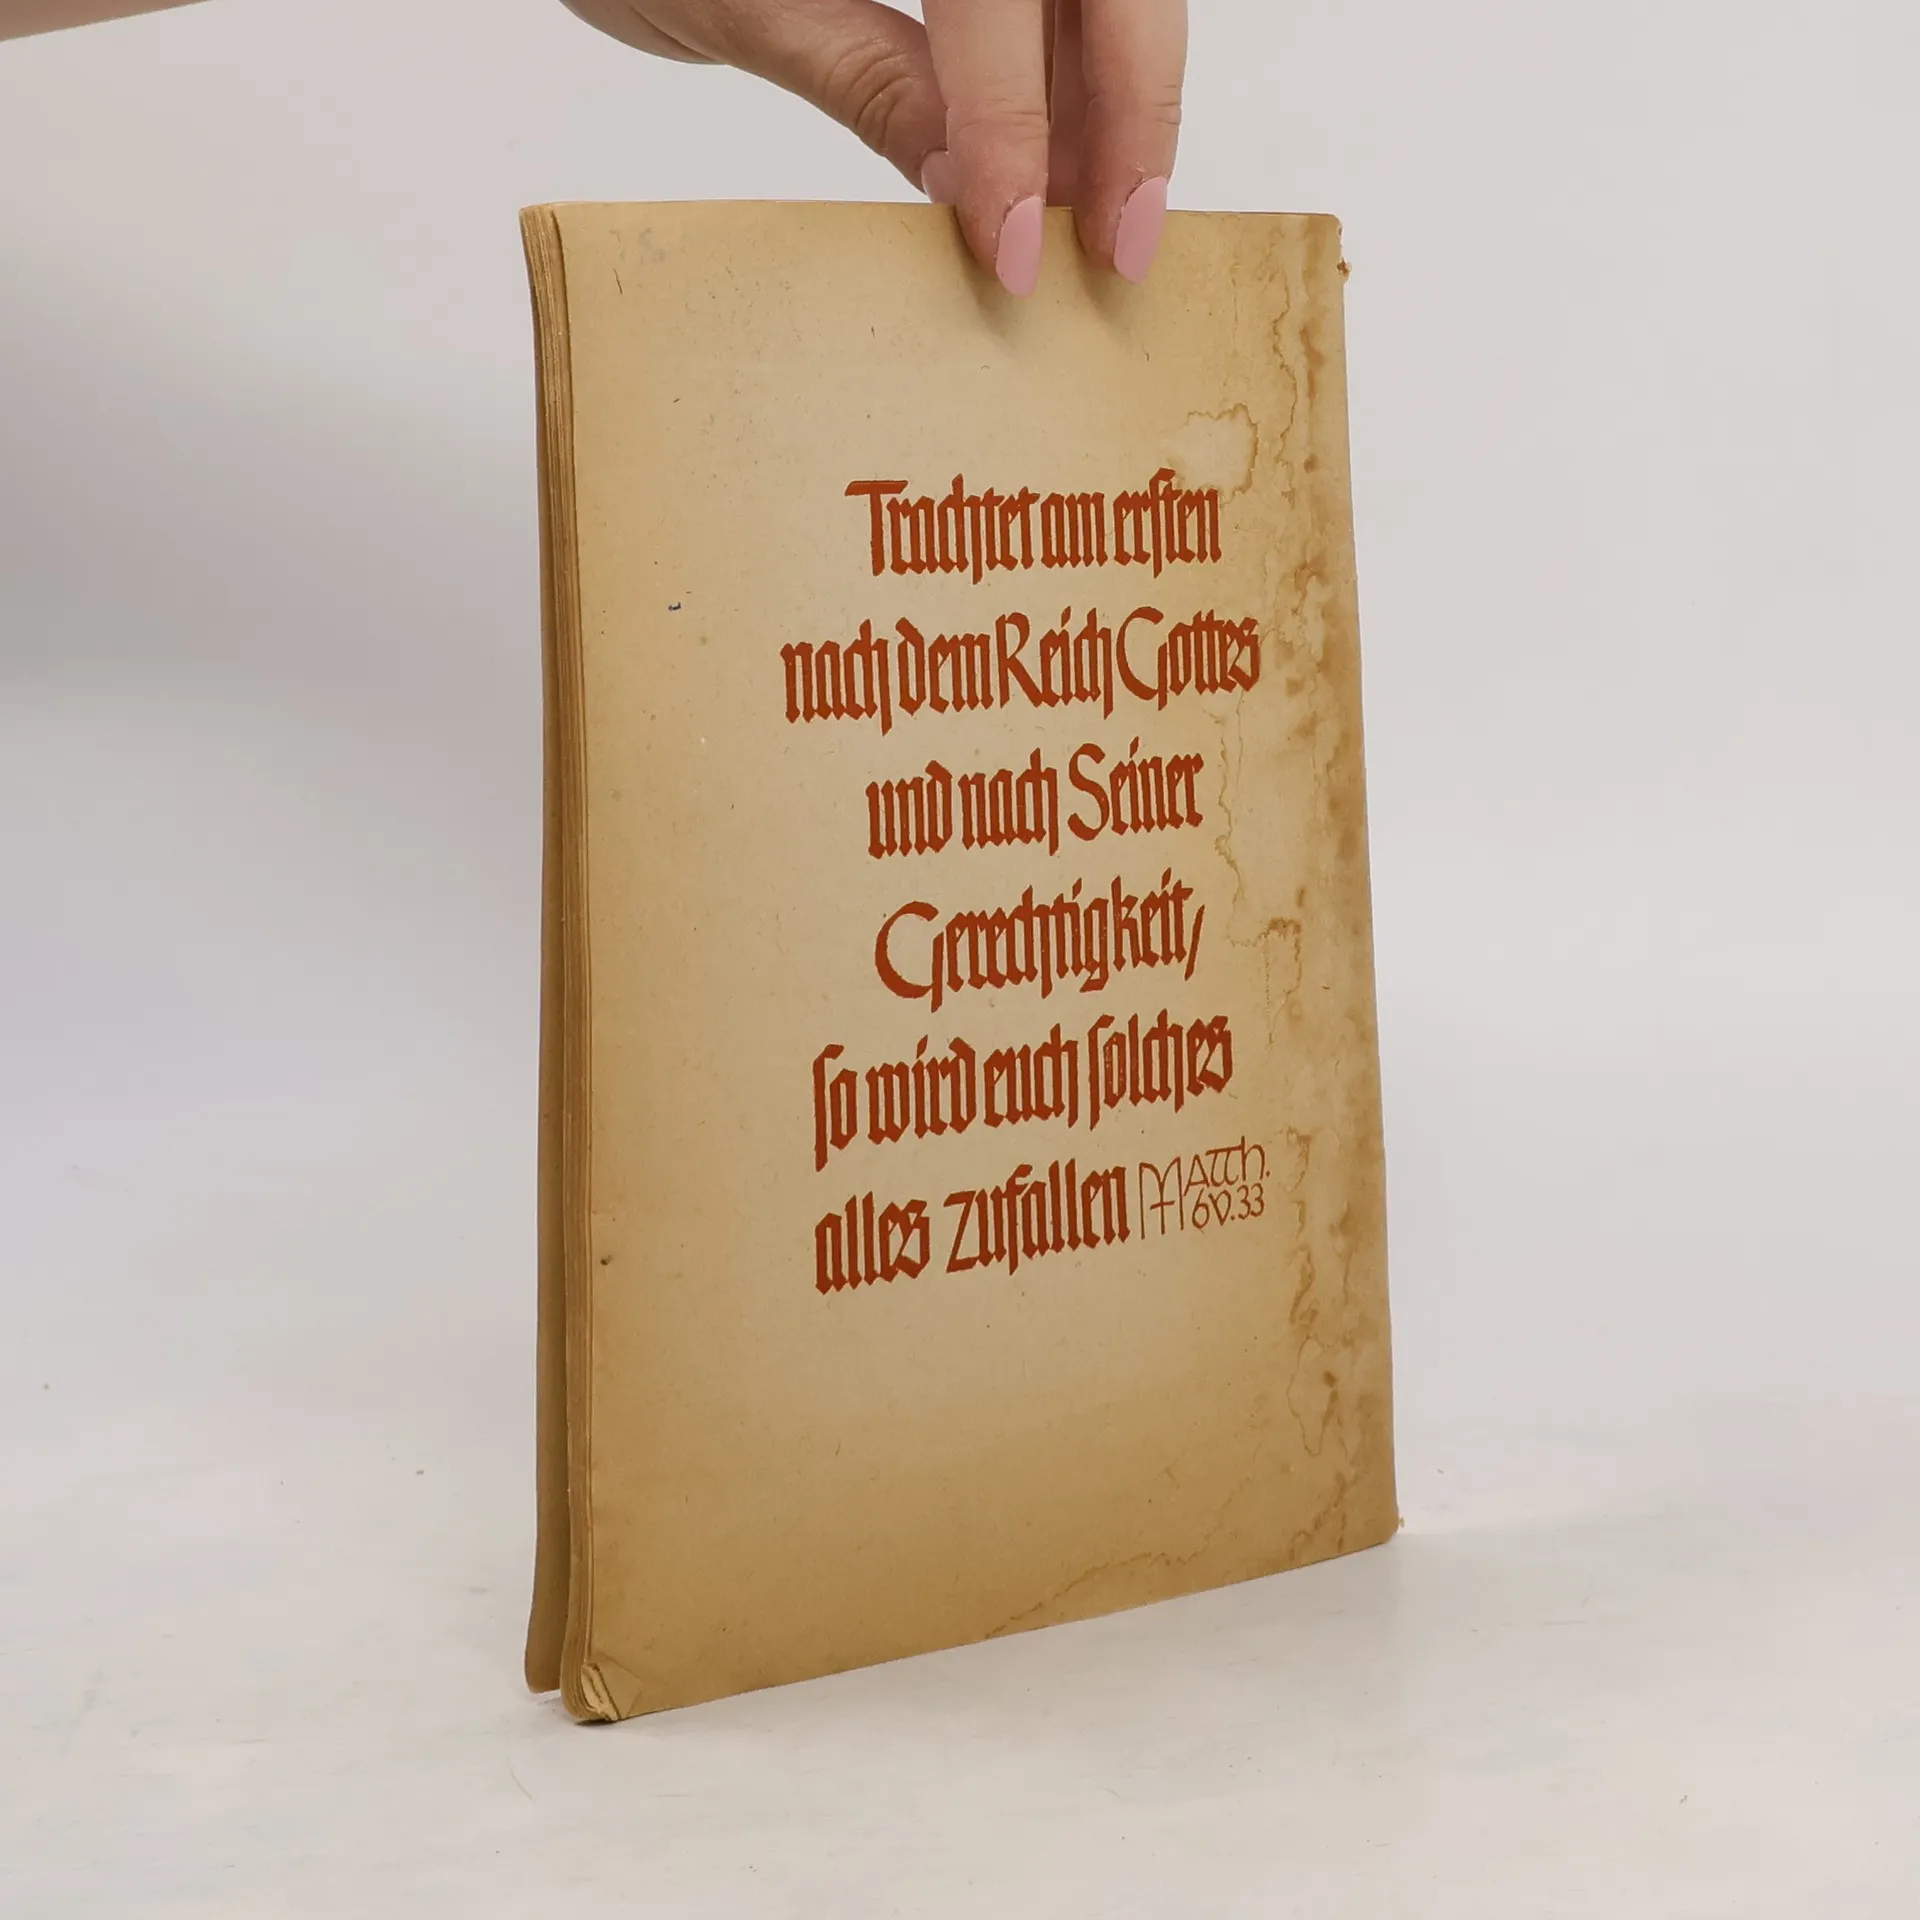 Trachtet am ersten
nach dem Reich Gottes
und nach Seiner
Gerechtigkeit,
so wird euch solches
alles zufallen Matth.
6 V. 33